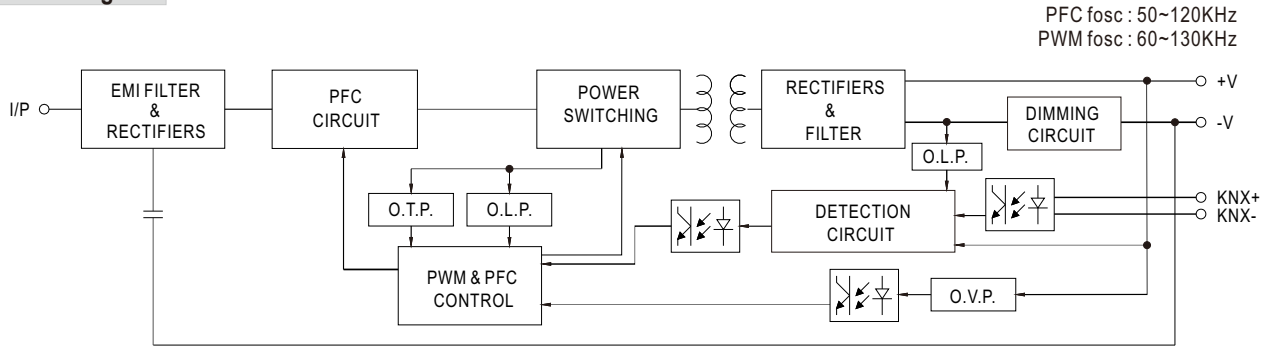 PFC fosc : 50~120KHz
PWM fosc : 60~130KHz
I/P
EMI FILTER
&
RECTIFIERS
PFC
CIRCUIT
POWER
SWITCHING
RECTIFIERS
&
FILTER
DIMMING
CIRCUIT
+V
-V
O.L.P.
O.T.P.
O.L.P.
DETECTION
CIRCUIT
KNX+
KNX-
PWM & PFC
CONTROL
O.V.P.